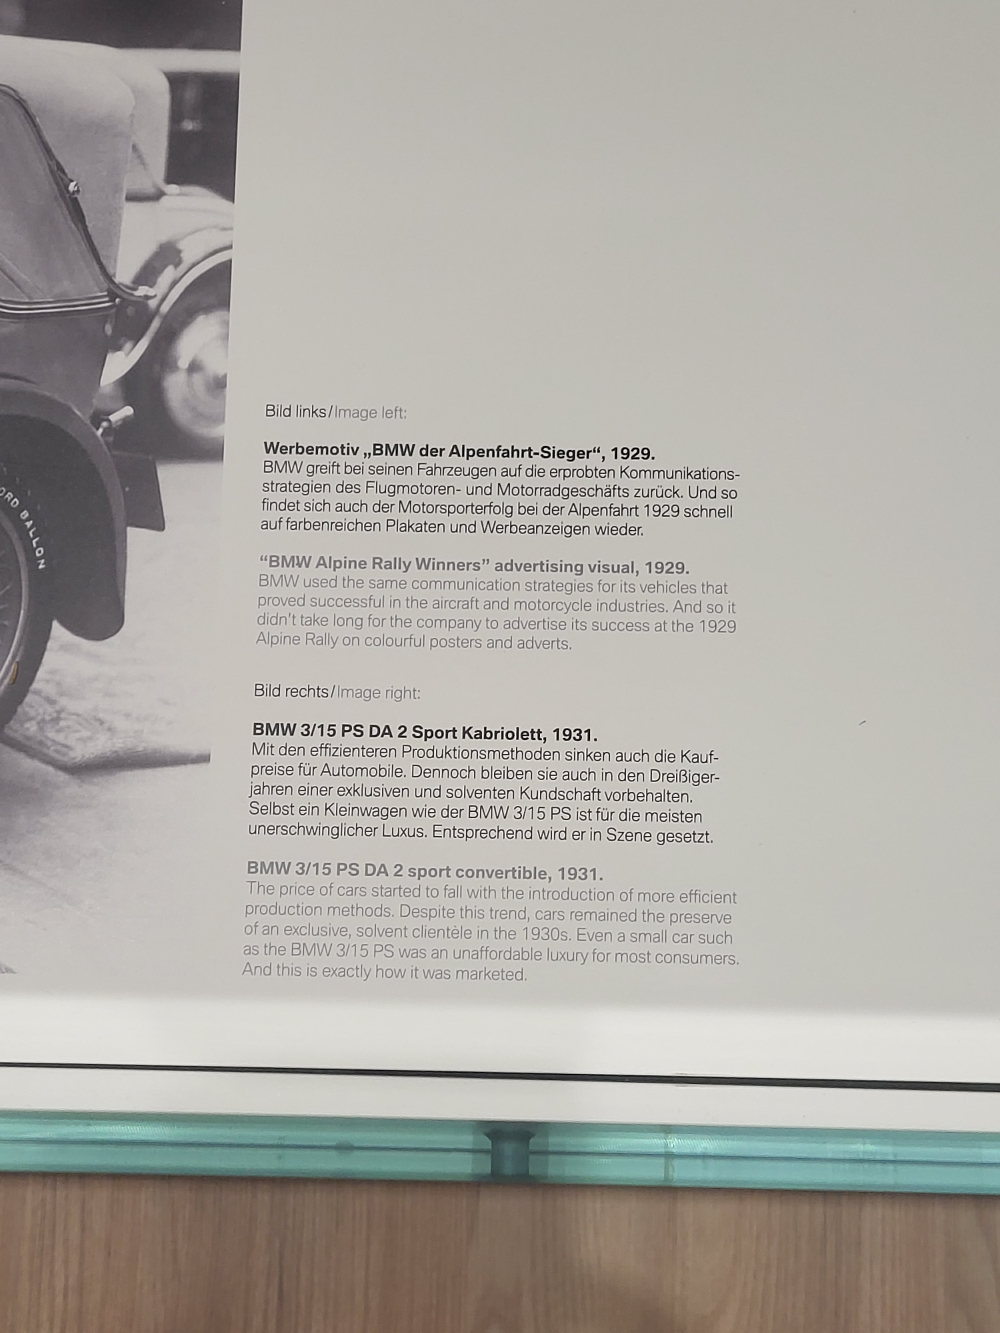 ORD BALLON
Bild links/Image left:
Werbemotiv „BMW der Alpenfahrt-Sieger“, 1929.
BMW greift bei seinen Fahrzeugen auf die erprobten Kommunikations-
strategien des Flugmotoren- und Motorradgeschäfts zurück. Und so
findet sich auch der Motorsporterfolg bei der Alpenfahrt 1929 schnell
auf farbenreichen Plakaten und Werbeanzeigen wieder.
“BMW Alpine Rally Winners” advertising visual, 1929.
BMW used the same communication strategies for its vehicles that
proved successful in the aircraft and motorcycle industries. And so it
didn't take long for the company to advertise its success at the 1929
Alpine Rally on colourful posters and adverts.
Bild rechts/Image right:
BMW 3/15 PS DA 2 Sport Kabriolett, 1931.
Mit den effizienteren Produktionsmethoden sinken auch die Kauf-
preise für Automobile. Dennoch bleiben sie auch in den Dreißiger-
jahren einer exklusiven und solventen Kundschaft vorbehalten.
Selbst ein Kleinwagen wie der BMW 3/15 PS ist für die meisten
unerschwinglicher Luxus. Entsprechend wird er in Szene gesetzt.
BMW 3/15 PS DA 2 sport convertible, 1931.
The price of cars started to fall with the introduction of more efficient
production methods. Despite this trend, cars remained the preserve
of an exclusive, solvent clientèle in the 1930s. Even a small car such
as the BMW 3/15 PS was an unaffordable luxury for most consumers.
And this is exactly how it was marketed.